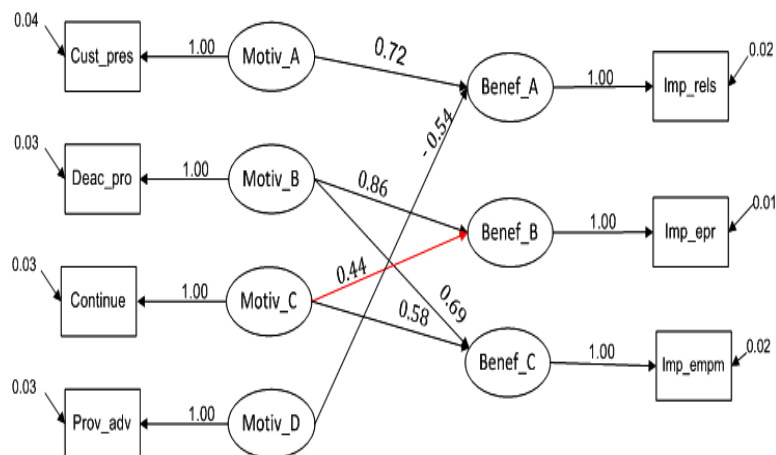 0.04
Cust_pres
1.00
Motiv_A
0.72
Benef_A
1.00
Imp_rels
0.02
0.03
Deac_pro
1.00
Motiv_B
- 0.54
0.86
0.69
Benef_B
1.00
Imp_epr
0.01
0.03
Continue
1.00
Motiv_C
0.44
0.58
Benef_C
1.00
Imp_empm
0.02
0.03
Prov_adv
1.00
Motiv_D